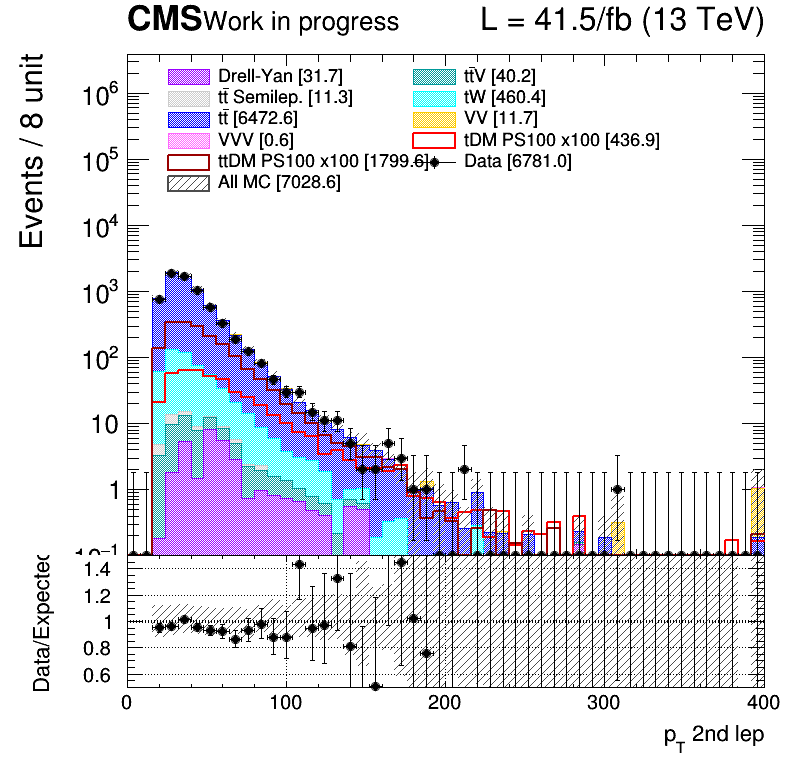 CMS Work in progress L = 41.5/fb (13 TeV)
Events / 8 unit
Drell-Yan [31.7] tt̄V [40.2]
tt̄ Semilep. [11.3] tW [460.4]
tt̄ [6472.6] VV [11.7]
VVV [0.6] tDM PS100 x100 [436.9]
ttDM PS100 x100 [1799.6] Data [6781.0]
All MC [7028.6]
10⁶
10⁵
10⁴
10³
10²
10
1
10⁻¹
Data/Expected
1.4
1.2
1
0.8
0.6
0 100 200 300 400
p_T 2nd lep